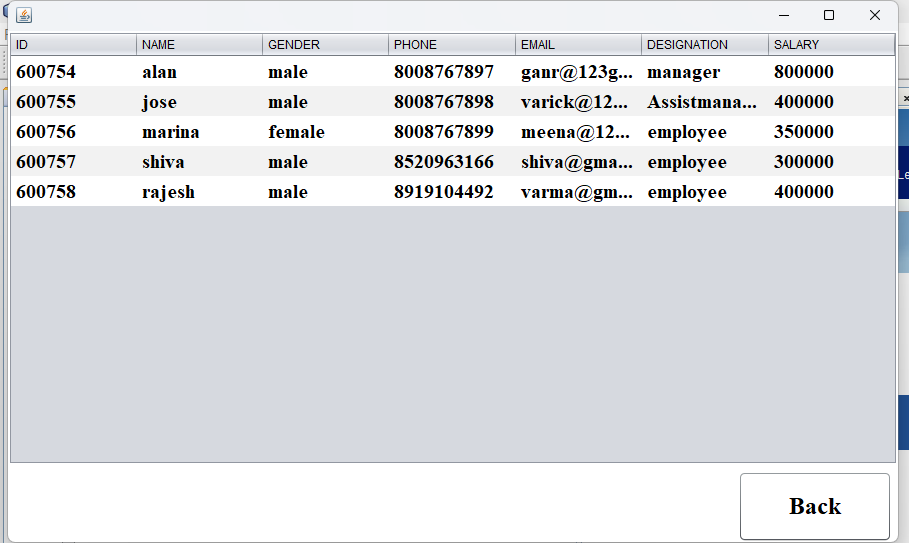 ID NAME GENDER PHONE EMAIL DESIGNATION SALARY
600754 alan male 8008767897 ganr@123g... manager 800000
600755 jose male 8008767898 varick@12... Assistmana... 400000
600756 marina female 8008767899 meena@12... employee 350000
600757 shiva male 8520963166 shiva@gma... employee 300000
600758 rajesh male 8919104492 varma@gm... employee 400000
Back